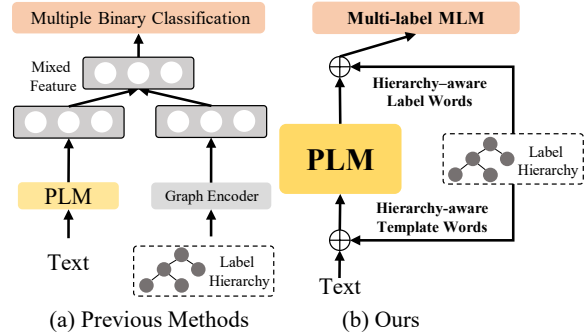 Multiple Binary Classification
Mixed
Feature
PLM
Graph Encoder
Text
Label
Hierarchy
(a) Previous Methods
Multi-label MLM
Hierarchy–aware
Label Words
PLM
Label
Hierarchy
Hierarchy-aware
Template Words
Text
(b) Ours